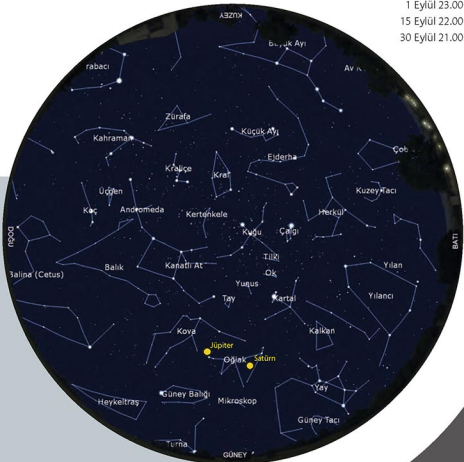 1 Eylül 23.00
15 Eylül 22.00
30 Eylül 21.00
KUZEY
Büyük Ayı
rabacı
Av
Zürafa
Kahraman
Küçük Ayı
Ejderha
Çob
Kraliçe
Kral
Üçgen
Kuzey Tacı
Koç
Andromeda
Kertenkele
Herkül
Kuğu
Çalgı
DOĞU
BATI
Tilki
Balina (Cetus)
Balık
Kanatlı At
Ok
Yılan
Yunus
Tay
Kartal
Yılancı
Kova
Kalkan
Jüpiter
Oğlak
Satürn
Yay
Heykeltraş
Güney Balığı
Mikroskop
Güney Tacı
Turna
GÜNEY